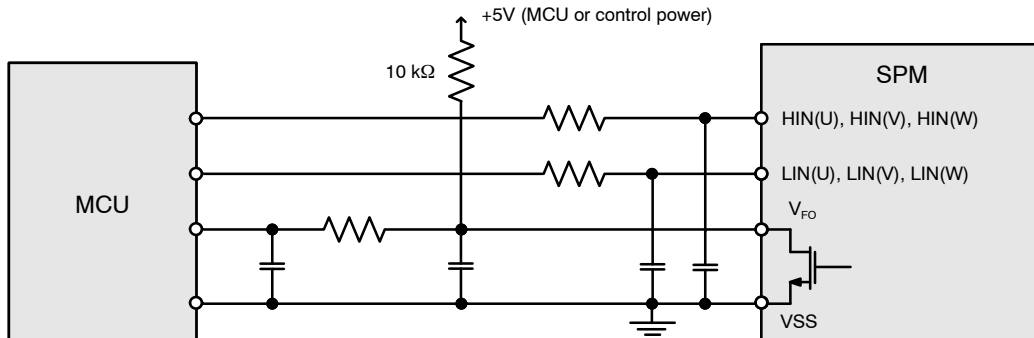 +5V (MCU or control power)
10 kΩ
SPM
HIN(U), HIN(V), HIN(W)
LIN(U), LIN(V), LIN(W)
MCU
VFO
VSS